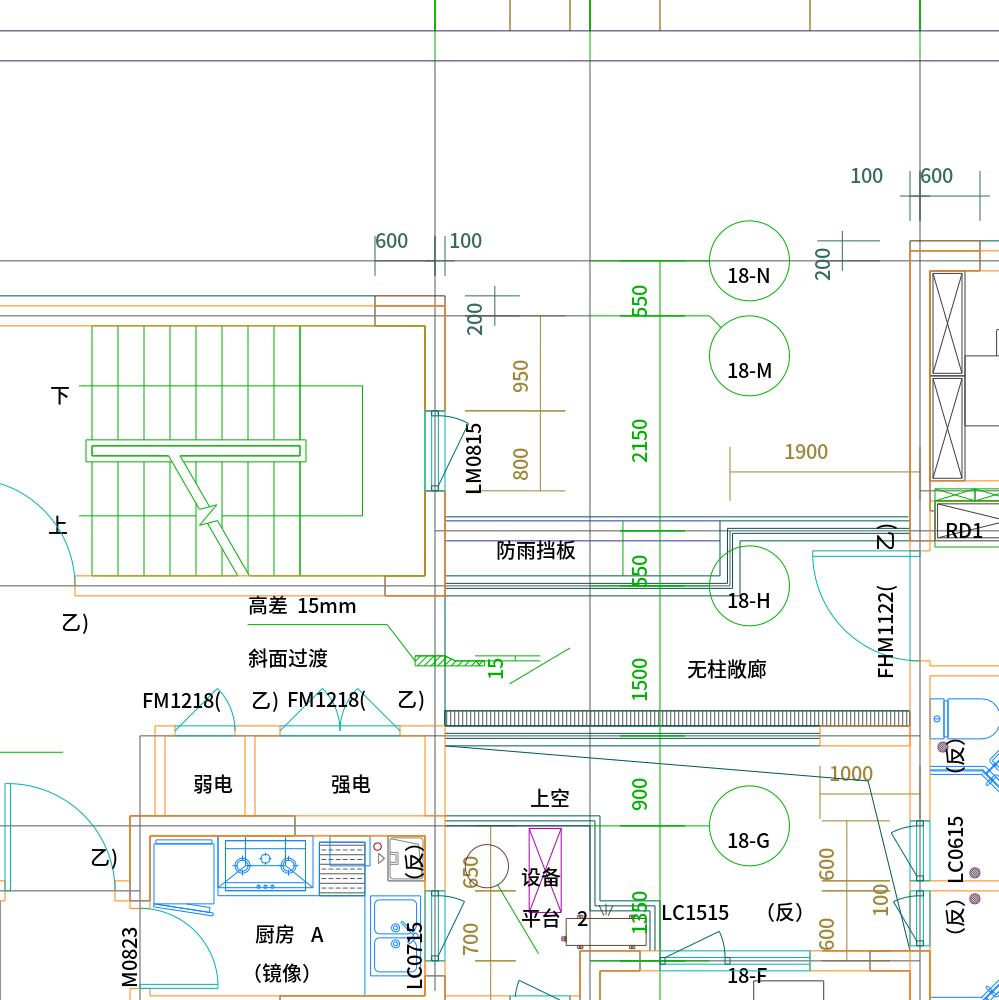 100
600
600
100
200
18-N
200
550
18-M
950
下
2150
LM0815
800
1900
上
RD1
乙)
防雨挡板
550
18-H
高差 15mm
乙)
FHM1122(
斜面过渡
15
1500
无柱敞廊
FM1218(
乙)
FM1218(
乙)
(反)
弱电
强电
1000
上空
900
18-G
LC0615
乙)
(反)
650
设备
600
100
平台 2
1350
LC1515
(反)
(反)
厨房 A
700
600
M0823
LC0715
(镜像)
18-F